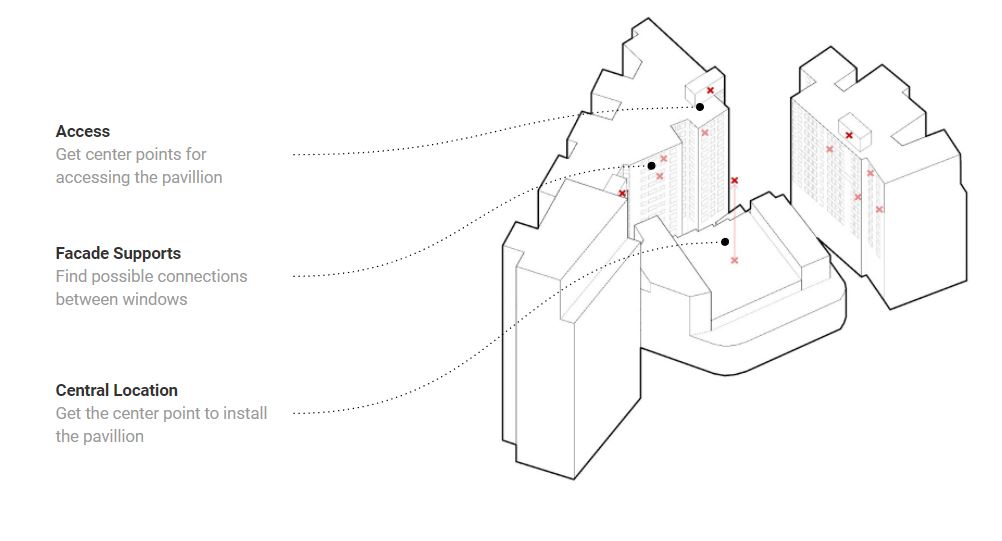 Access
Get center points for
accessing the pavillion
Facade Supports
Find possible connections
between windows
Central Location
Get the center point to install
the pavillion